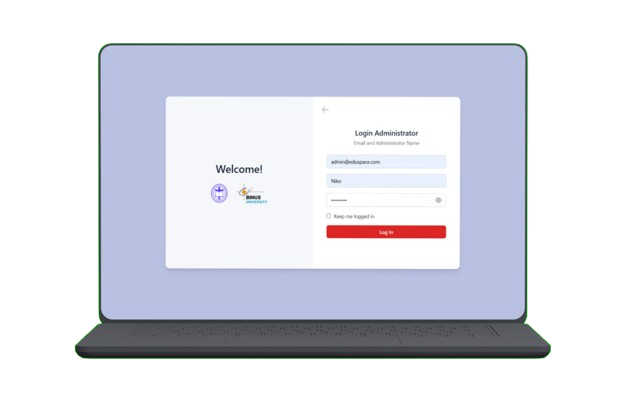 Welcome!
BINUS
UNIVERSITY
Login Administrator
Email and Administrator Name
admin@eduspace.com
Niko
Keep me logged in
Log In